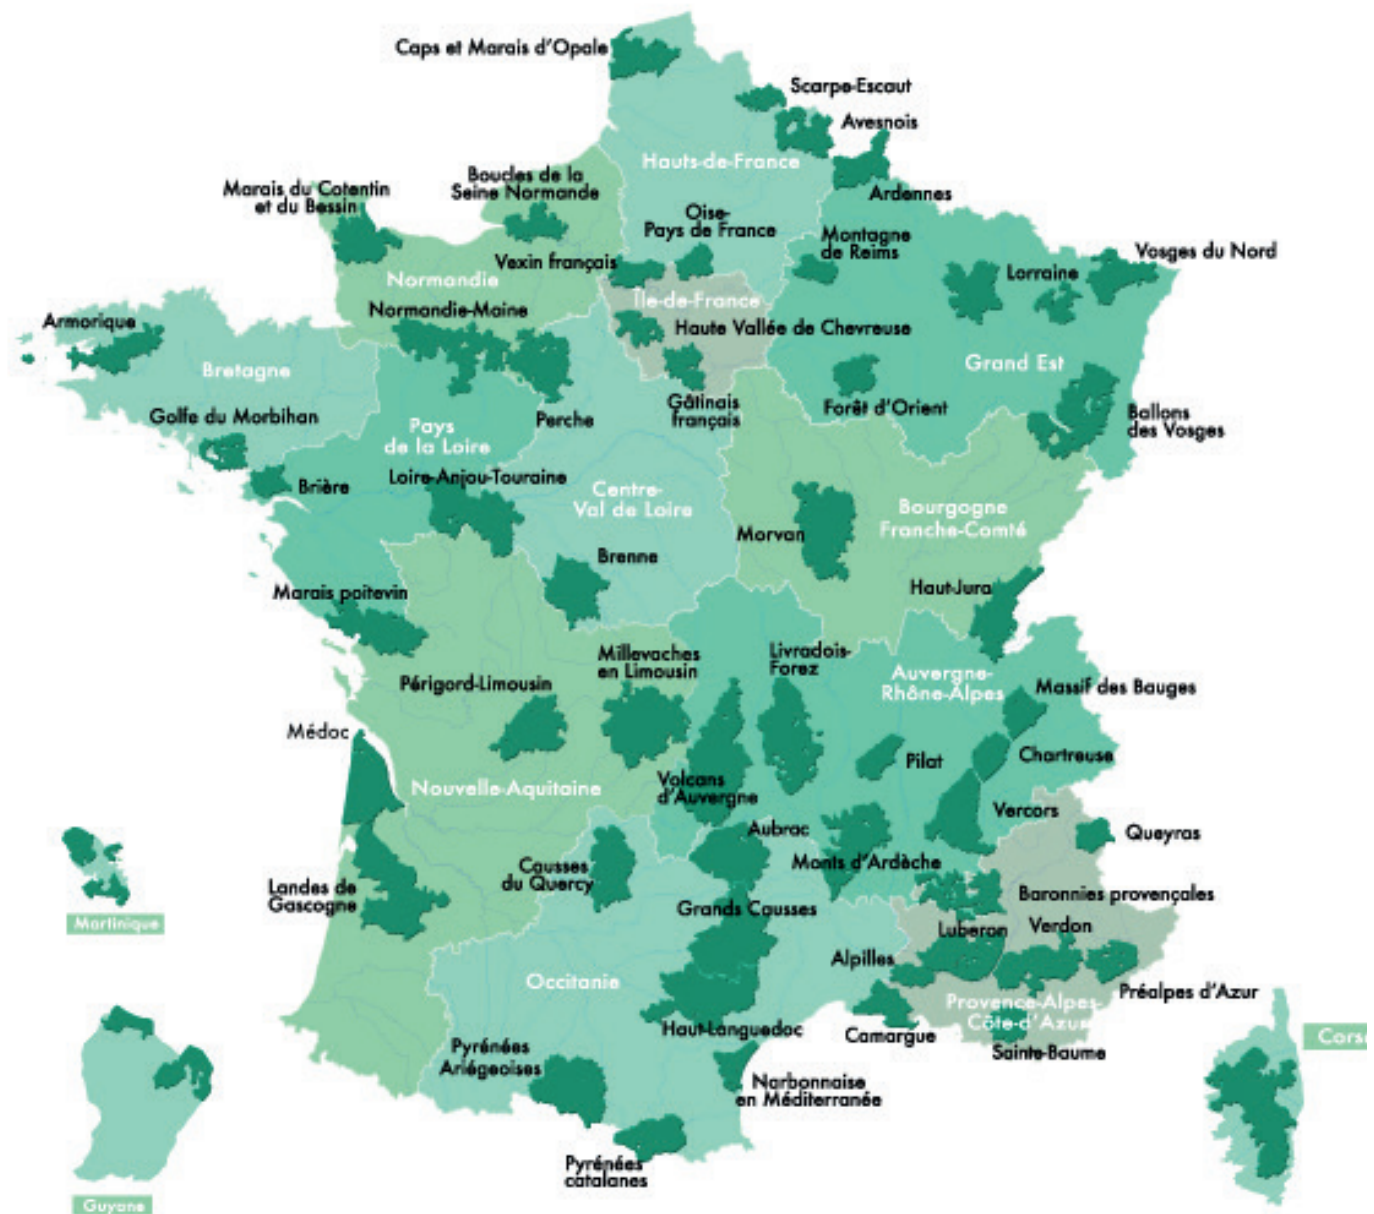 Caps et Marais d'Opale
Scarpe-Escaut
Avesnois
Hauts-de-France
Ardennes
Marais du Cotentin
et du Bessin
Boucles de la
Seine Normande
Oise-
Pays de France
Montagne
de Reims
Vosges du Nord
Lorraine
Vexin français
Normandie
Île-de-France
Normandie-Maine
Haute Vallée de Chevreuse
Armorique
Bretagne
Grand Est
Golfe du Morbihan
Perche
Gâtinais
français
Forêt d'Orient
Ballons
des Vosges
Pays
de la Loire
Brière
Loire-Anjou-Touraine
Centre-
Val de Loire
Bourgogne
Franche-Comté
Morvan
Brenne
Haut-Jura
Marais poitevin
Millevaches
en Limousin
Livradois-
Forez
Auvergne-
Rhône-Alpes
Massif des Bauges
Périgord-Limousin
Médoc
Pilat
Chartreuse
Nouvelle-Aquitaine
Volcans
d'Auvergne
Vercors
Aubrac
Queyras
Causses
du Quercy
Monts d'Ardèche
Landes de
Gascogne
Baronnies provençales
Grands Causses
Martinique
Luberon
Verdon
Alpilles
Occitanie
Préalpes d'Azur
Provence-Alpes-
Côte-d'Azur
Haut-Languedoc
Camargue
Sainte-Baume
Cors
Pyrénées
Ariégeoises
Narbonnaise
en Méditerranée
Pyrénées
catalanes
Guyane